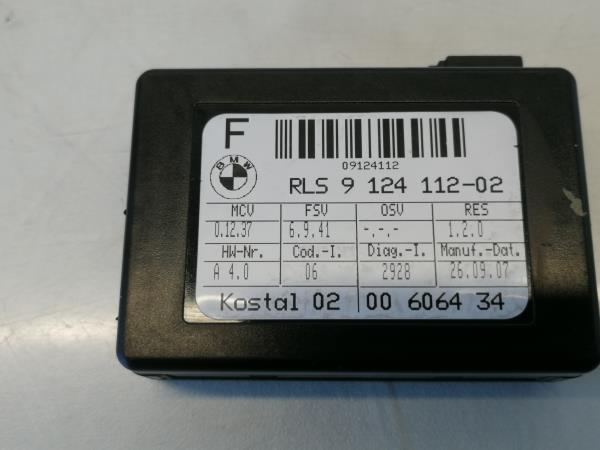 F
09124112
BMW
RLS 9 124 112-02
MCV FSV OSV RES
0.12.37 6.9.41 -.-.- 1.2.0
HW-Nr. Cod.-I. Diag.-I. Manuf.-Dat.
A 4.0 06 2928 26.09.07
Kostal 02 00 6064 34